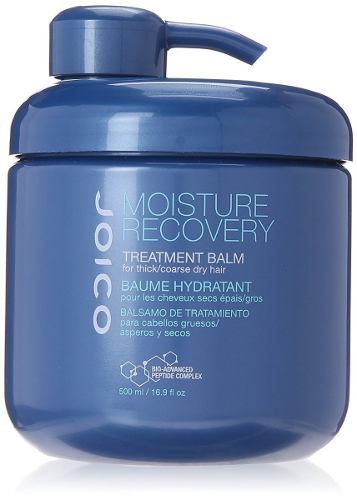 JOICO
MOISTURE
RECOVERY
TREATMENT BALM
for thick/coarse dry hair
BAUME HYDRATANT
pour les cheveux secs épais/gros
BÁLSAMO DE TRATAMIENTO
para cabellos gruesos/
ásperos y secos
BIO-ADVANCED
PEPTIDE COMPLEX
500 ml / 16.9 fl oz